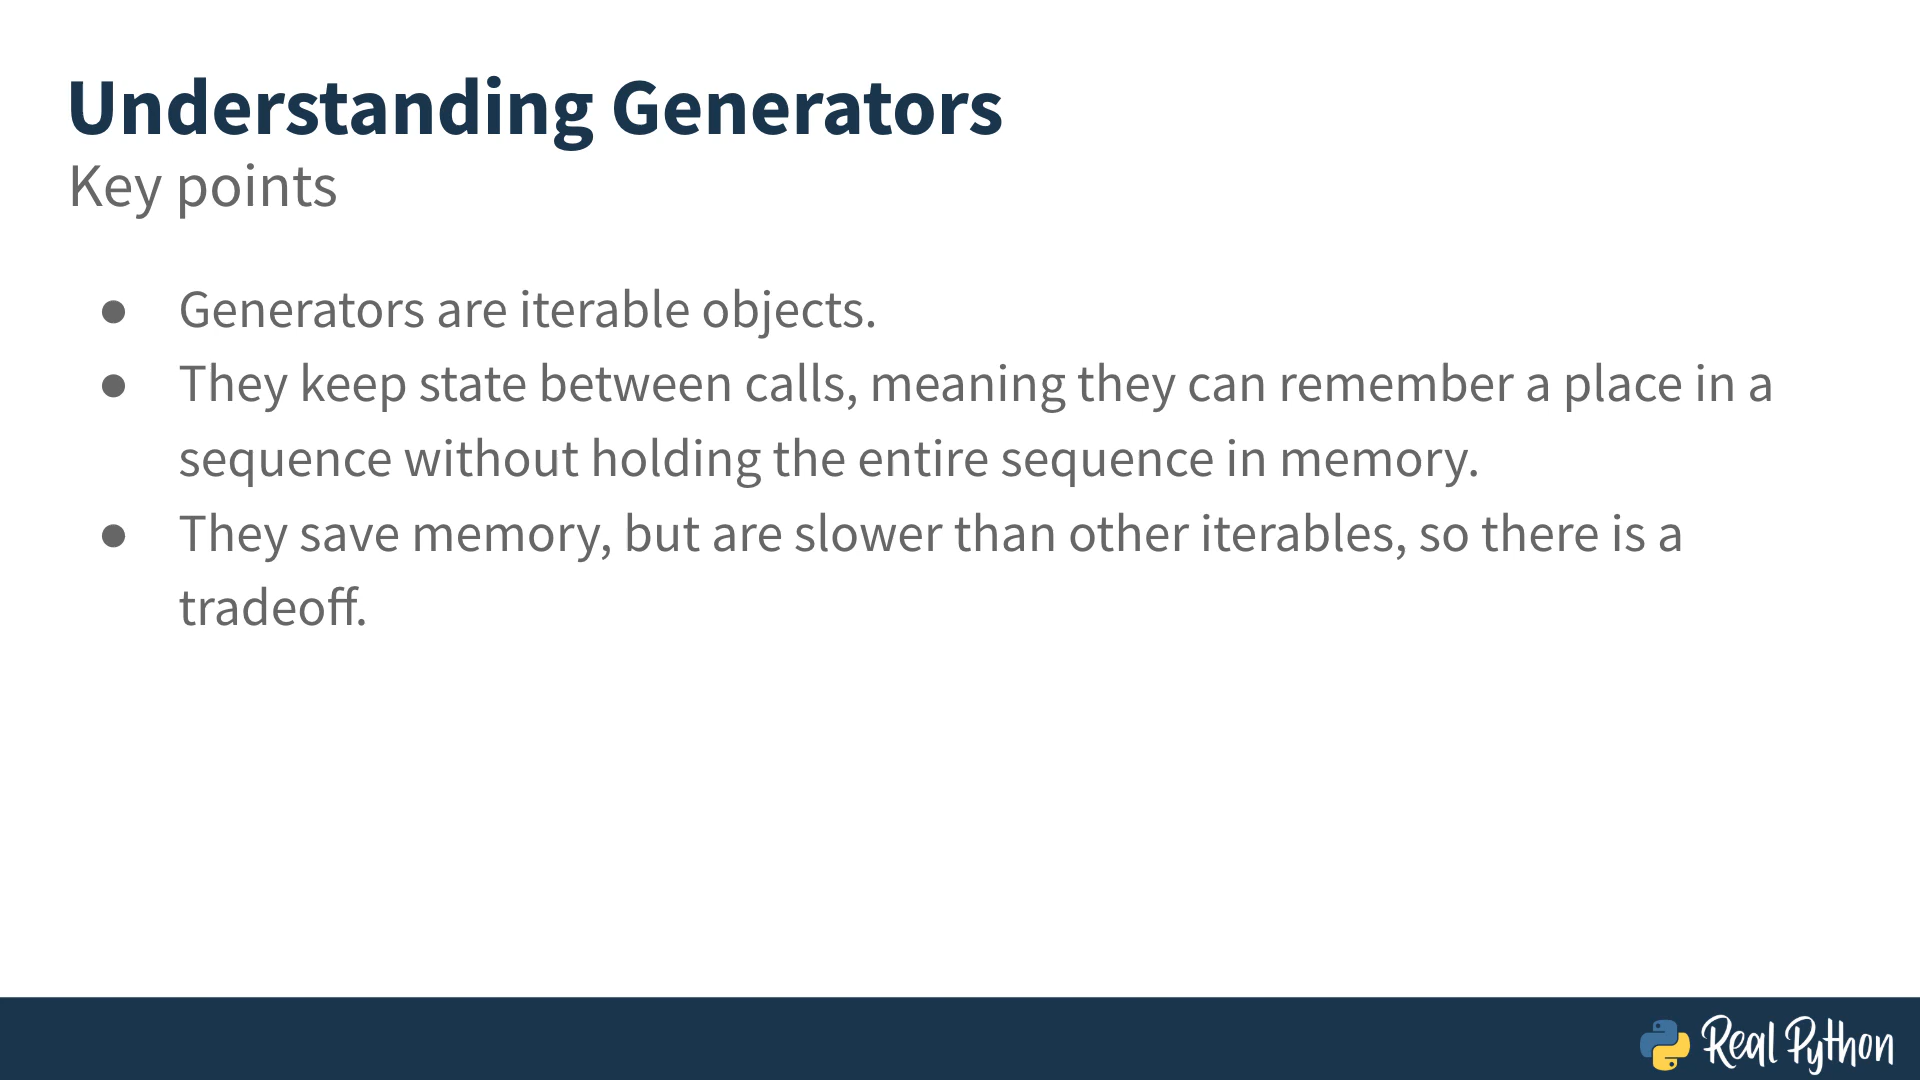 Understanding Generators
Key points
● Generators are iterable objects.
● They keep state between calls, meaning they can remember a place in a
sequence without holding the entire sequence in memory.
● They save memory, but are slower than other iterables, so there is a
tradeoff.
Real Python